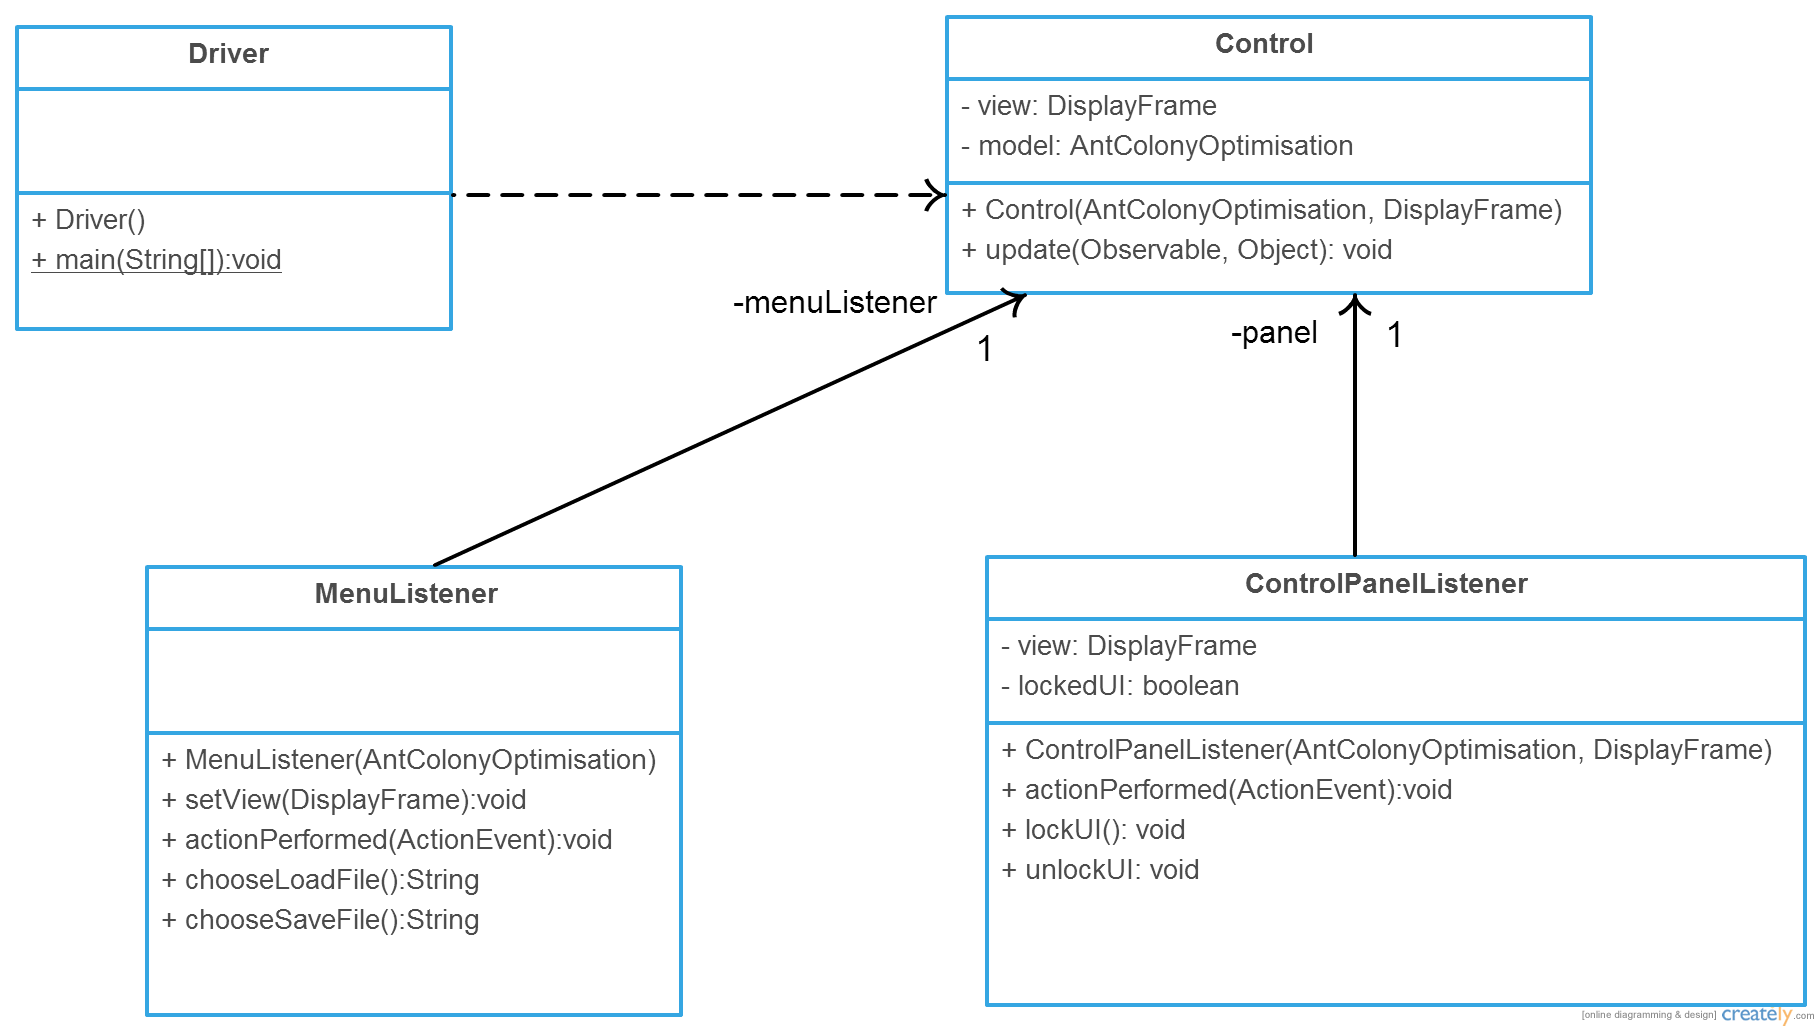 Driver
+ Driver()
+ main(String[]):void
Control
- view: DisplayFrame
- model: AntColonyOptimisation
+ Control(AntColonyOptimisation, DisplayFrame)
+ update(Observable, Object): void
-menuListener
1
-panel
1
MenuListener
+ MenuListener(AntColonyOptimisation)
+ setView(DisplayFrame):void
+ actionPerformed(ActionEvent):void
+ chooseLoadFile():String
+ chooseSaveFile():String
ControlPanelListener
- view: DisplayFrame
- lockedUI: boolean
+ ControlPanelListener(AntColonyOptimisation, DisplayFrame)
+ actionPerformed(ActionEvent):void
+ lockUI(): void
+ unlockUI: void
[online diagramming & design] creately.com